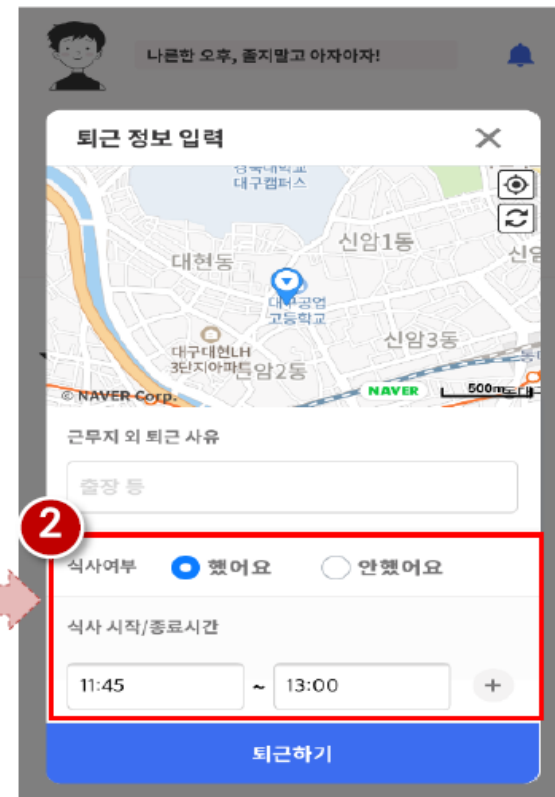 나른한 오후, 졸지말고 아자아자!
퇴근 정보 입력
경북대학교
대구캠퍼스
신암1동
대현동
대구공업
고등학교
신암3동
대구대현LH
3단지아파트
신암2동
© NAVER Corp.
NAVER
500m
근무지 외 퇴근 사유
출장 등
2
식사여부
했어요
안했어요
식사 시작/종료시간
11:45 ~ 13:00 +
퇴근하기